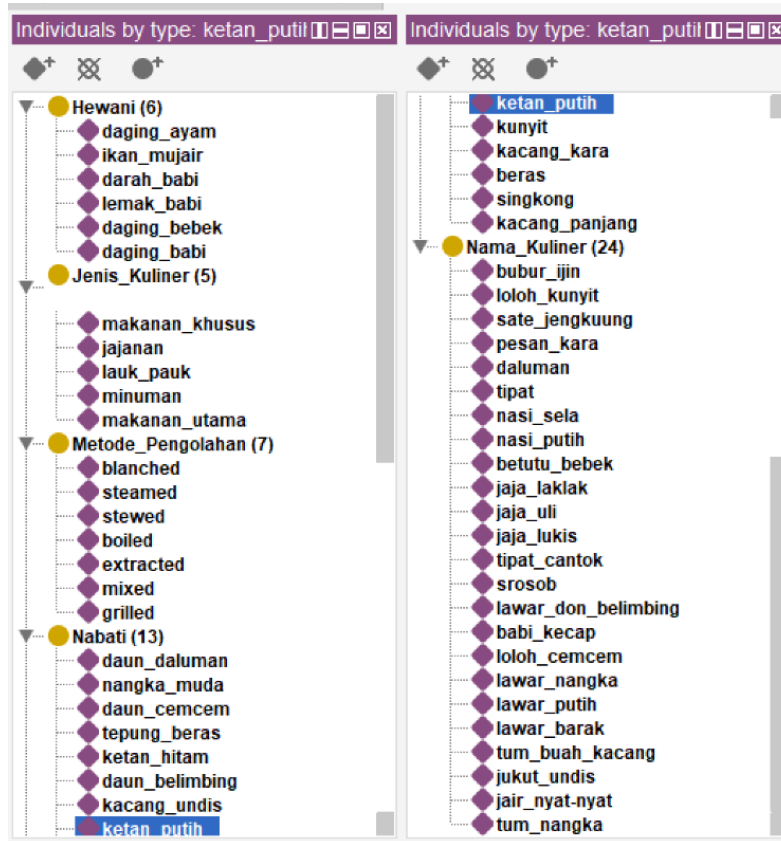 Individuals by type: ketan_putil
Hewani (6)
daging_ayam
ikan_mujair
darah_babi
lemak_babi
daging_bebek
daging_babi
Jenis_Kuliner (5)
makanan_khusus
jajanan
lauk_pauk
minuman
makanan_utama
Metode_Pengolahan (7)
blanched
steamed
stewed
boiled
extracted
mixed
grilled
Nabati (13)
daun_daluman
nangka_muda
daun_cemcem
tepung_beras
ketan_hitam
daun_belimbing
kacang_undis
ketan_putih
Individuals by type: ketan_putil
ketan_putih
kunyit
kacang_kara
beras
singkong
kacang_panjang
Nama_Kuliner (24)
bubur_ijin
loloh_kunyit
sate_jengkuung
pesan_kara
daluman
tipat
nasi_sela
nasi_putih
betutu_bebek
jaja_laklak
jaja_uli
jaja_lukis
tipat_cantok
srosob
lawar_don_belimbing
babi_kecap
loloh_cemcem
lawar_nangka
lawar_putih
lawar_barak
tum_buah_kacang
jukut_undis
jair_nyat-nyat
tum_nangka